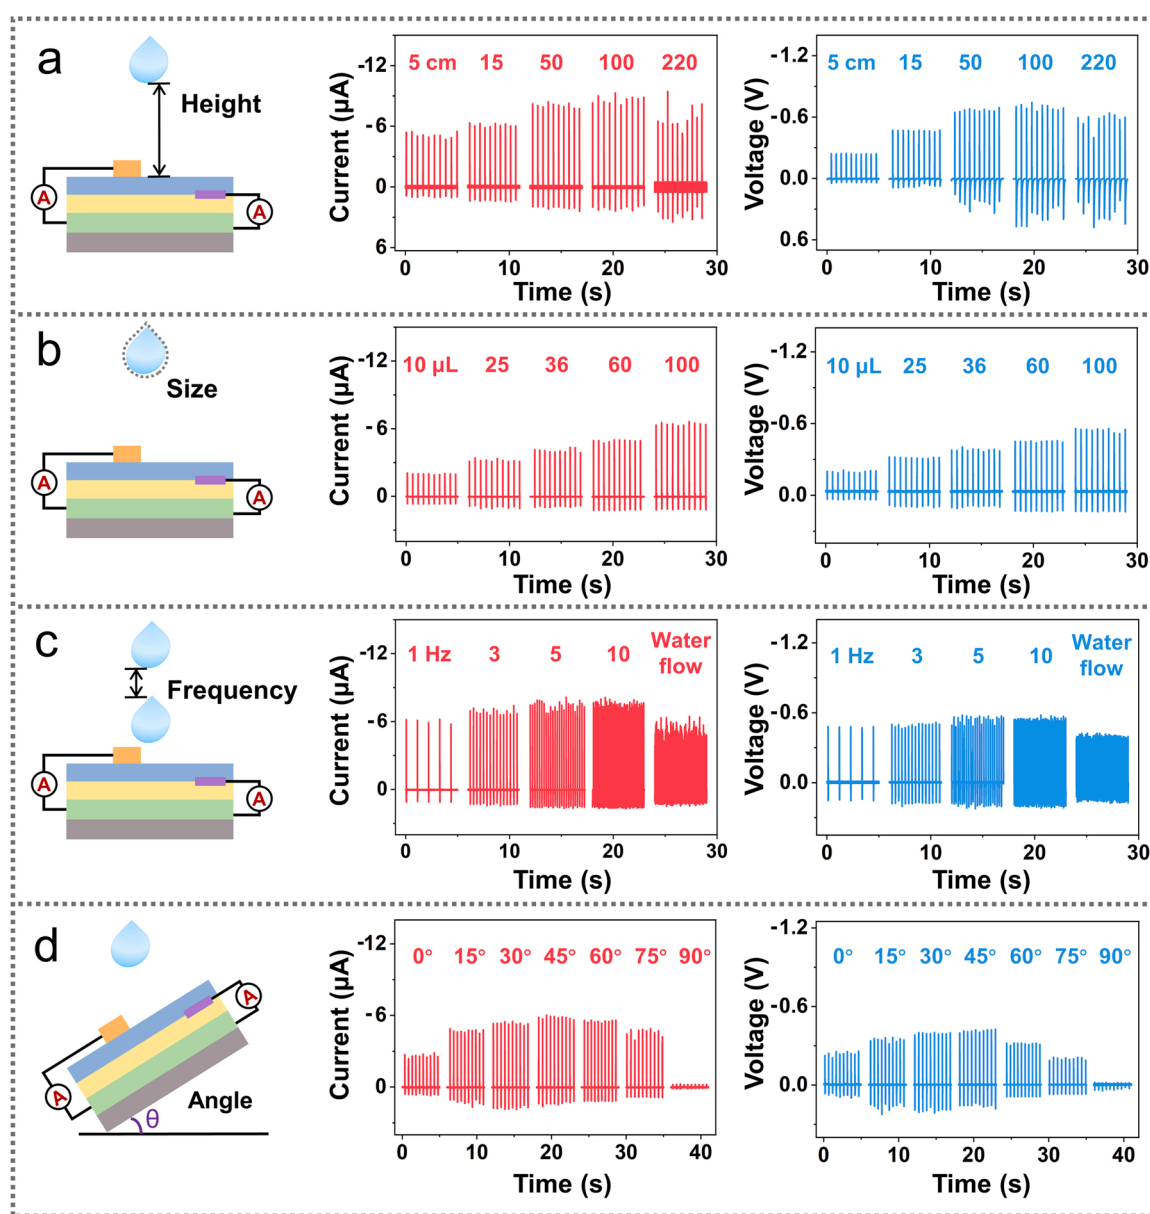 a
Height
A
A
Current (μA)
-12
-6
0
6
5 cm 15 50 100 220
0 10 20 30
Time (s)
Voltage (V)
-1.2
-0.6
0.0
0.6
5 cm 15 50 100 220
0 10 20 30
Time (s)
b
Size
A
A
Current (μA)
-12
-6
0
10 μL 25 36 60 100
0 10 20 30
Time (s)
Voltage (V)
-1.2
-0.6
0.0
10 μL 25 36 60 100
0 10 20 30
Time (s)
c
Frequency
A
A
Current (μA)
-12
-6
0
1 Hz 3 5 10 Water
flow
0 10 20 30
Time (s)
Voltage (V)
-1.2
-0.6
0.0
1 Hz 3 5 10 Water
flow
0 10 20 30
Time (s)
d
A
A
Angle
θ
Current (μA)
-12
-6
0
0° 15° 30° 45° 60° 75° 90°
0 10 20 30 40
Time (s)
Voltage (V)
-1.2
-0.6
0.0
0° 15° 30° 45° 60° 75° 90°
0 10 20 30 40
Time (s)